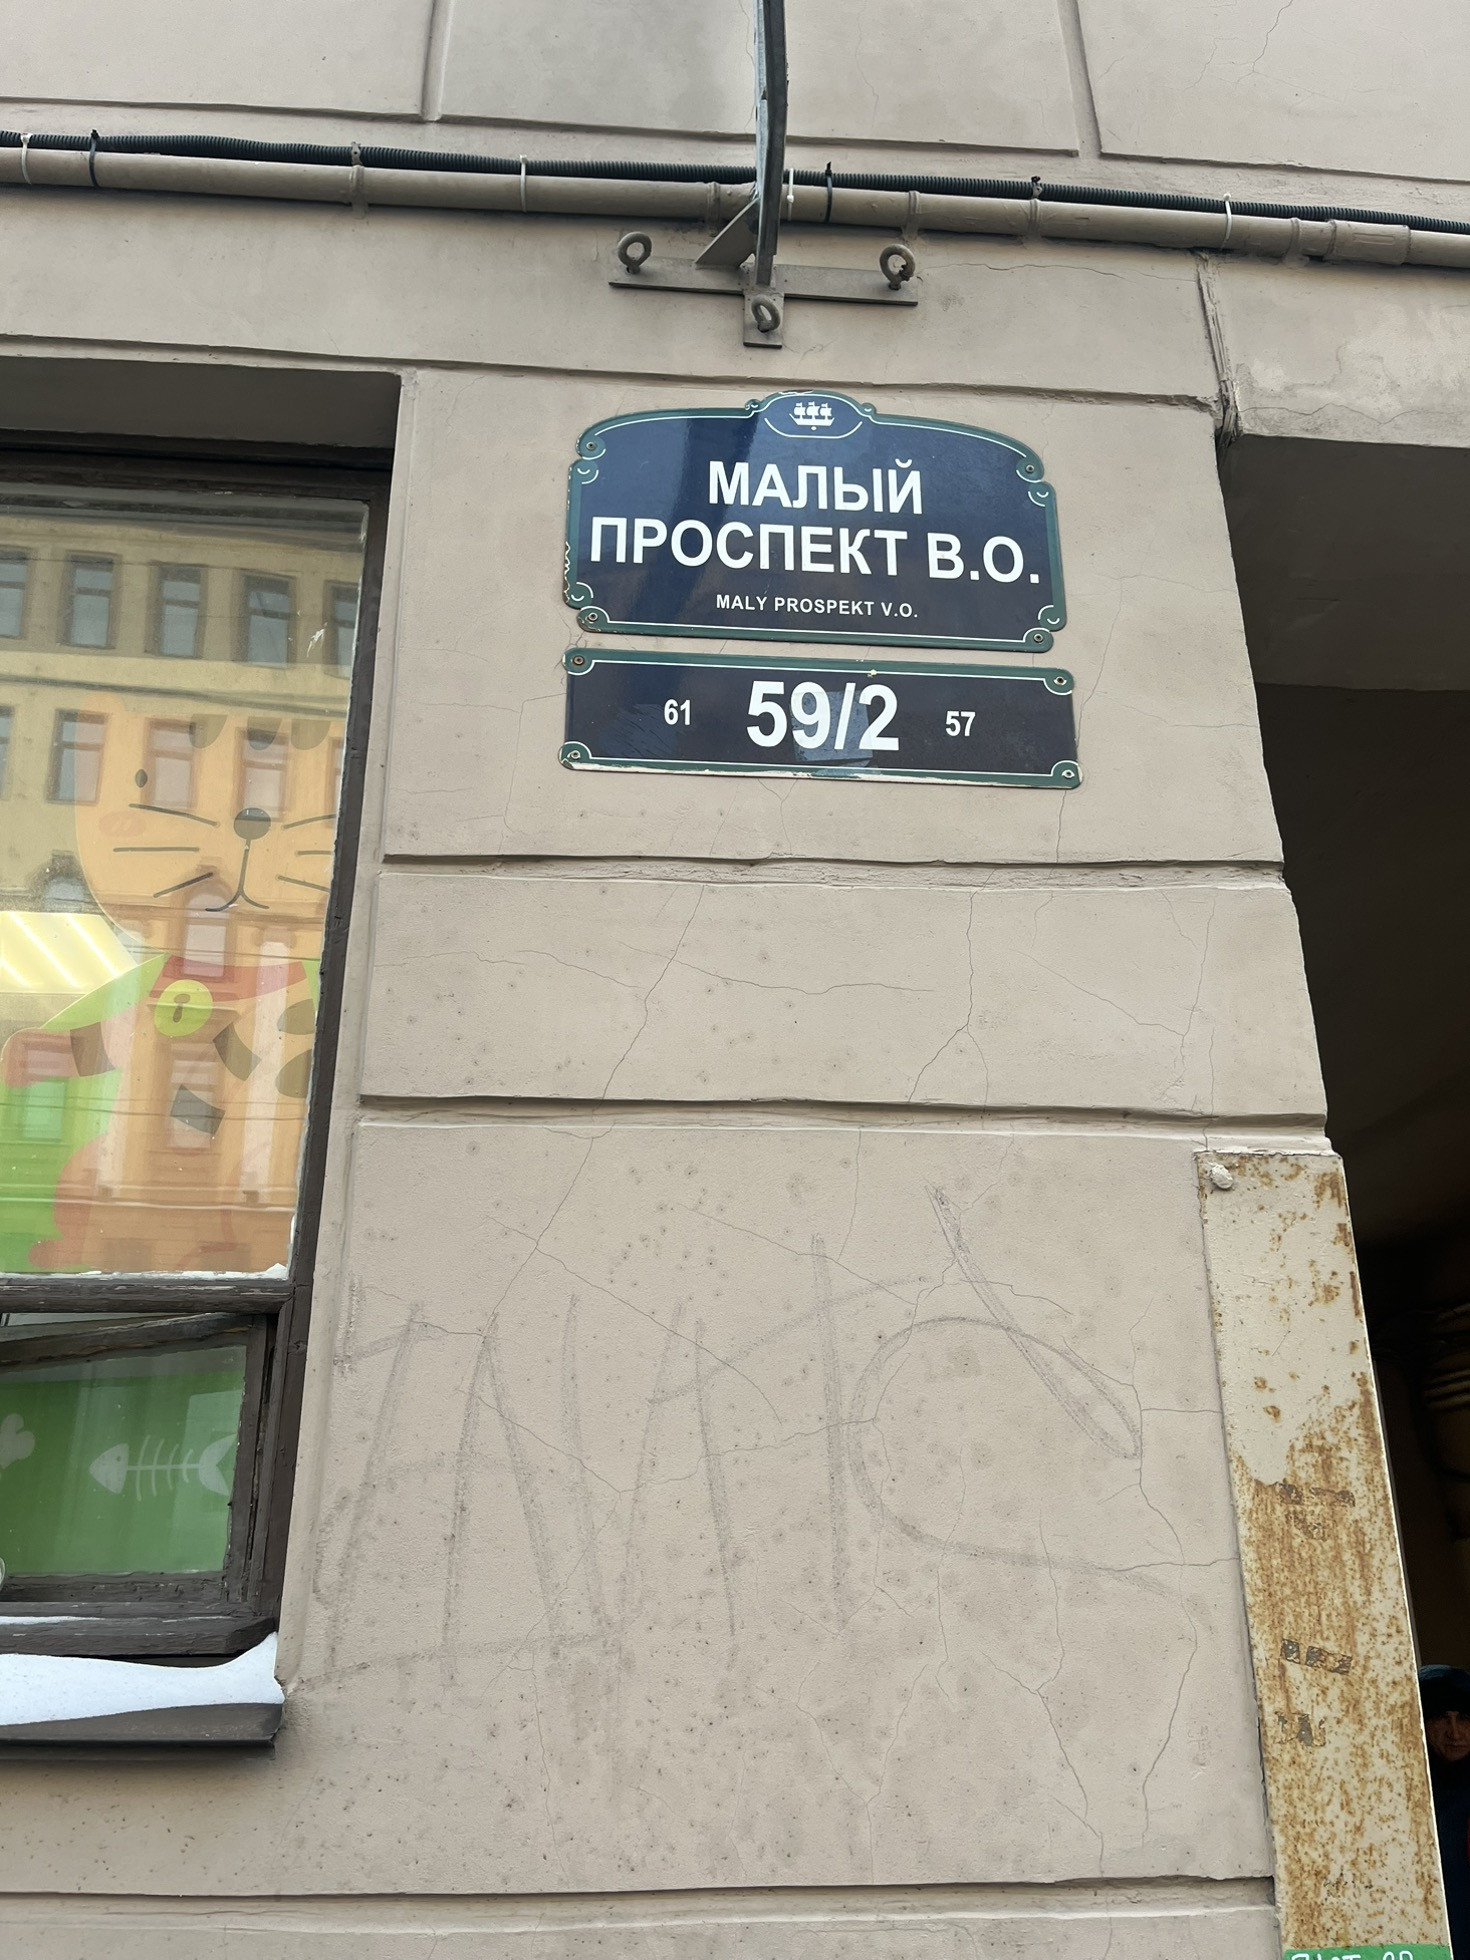 МАЛЫЙ
ПРОСПЕКТ В.О.
MALY PROSPEKT V.O.
61 59/2 57